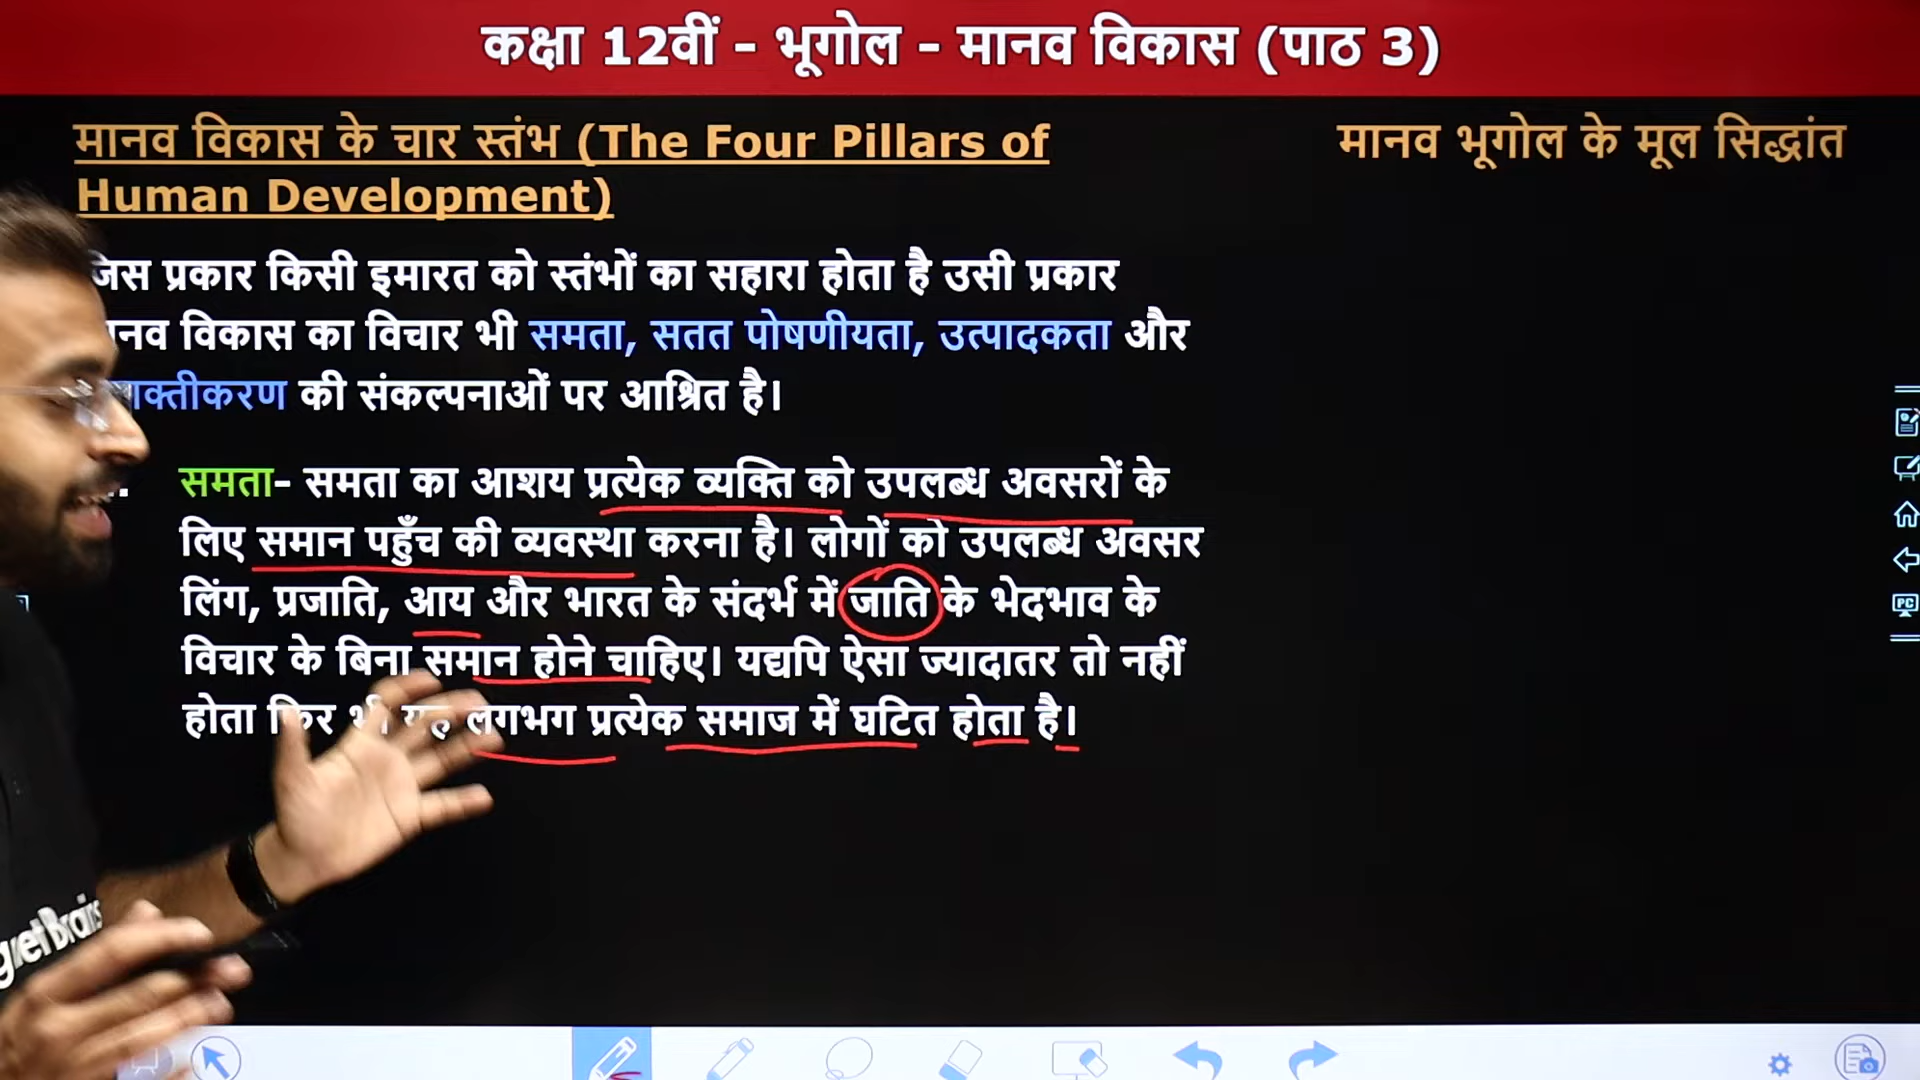 कक्षा 12वीं - भूगोल - मानव विकास (पाठ 3)
मानव विकास के चार स्तंभ (The Four Pillars of
Human Development)
मानव भूगोल के मूल सिद्धांत
जिस प्रकार किसी इमारत को स्तंभों का सहारा होता है उसी प्रकार
विकास का विचार भी समता, सतत पोषणीयता, उत्पादकता और
की संकल्पनाओं पर आश्रित है।
समता- समता का आशय प्रत्येक व्यक्ति को उपलब्ध अवसरों के
लिए समान पहुँच की व्यवस्था करना है। लोगों को उपलब्ध अवसर
लिंग, प्रजाति, आय और भारत के संदर्भ में जाति के भेदभाव के
विचार के बिना समान होने चाहिए। यद्यपि ऐसा ज्यादातर तो नहीं
होता फिर भी यह लगभग प्रत्येक समाज में घटित होता है।
PC